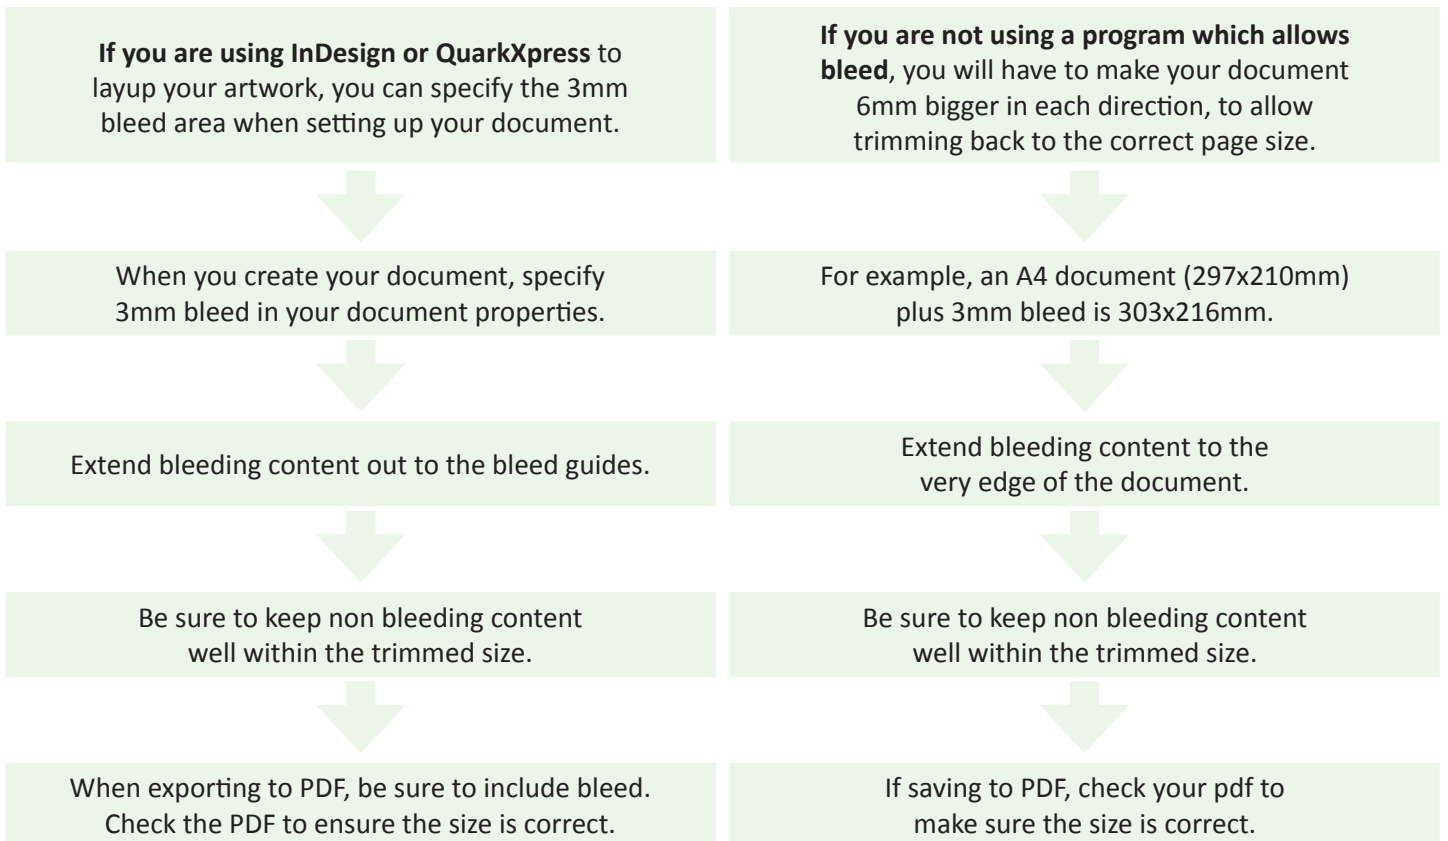 If you are using InDesign or QuarkXpress to
layup your artwork, you can specify the 3mm
bleed area when setting up your document.
When you create your document, specify
3mm bleed in your document properties.
Extend bleeding content out to the bleed guides.
Be sure to keep non bleeding content
well within the trimmed size.
When exporting to PDF, be sure to include bleed.
Check the PDF to ensure the size is correct.
If you are not using a program which allows
bleed, you will have to make your document
6mm bigger in each direction, to allow
trimming back to the correct page size.
For example, an A4 document (297x210mm)
plus 3mm bleed is 303x216mm.
Extend bleeding content to the
very edge of the document.
Be sure to keep non bleeding content
well within the trimmed size.
If saving to PDF, check your pdf to
make sure the size is correct.